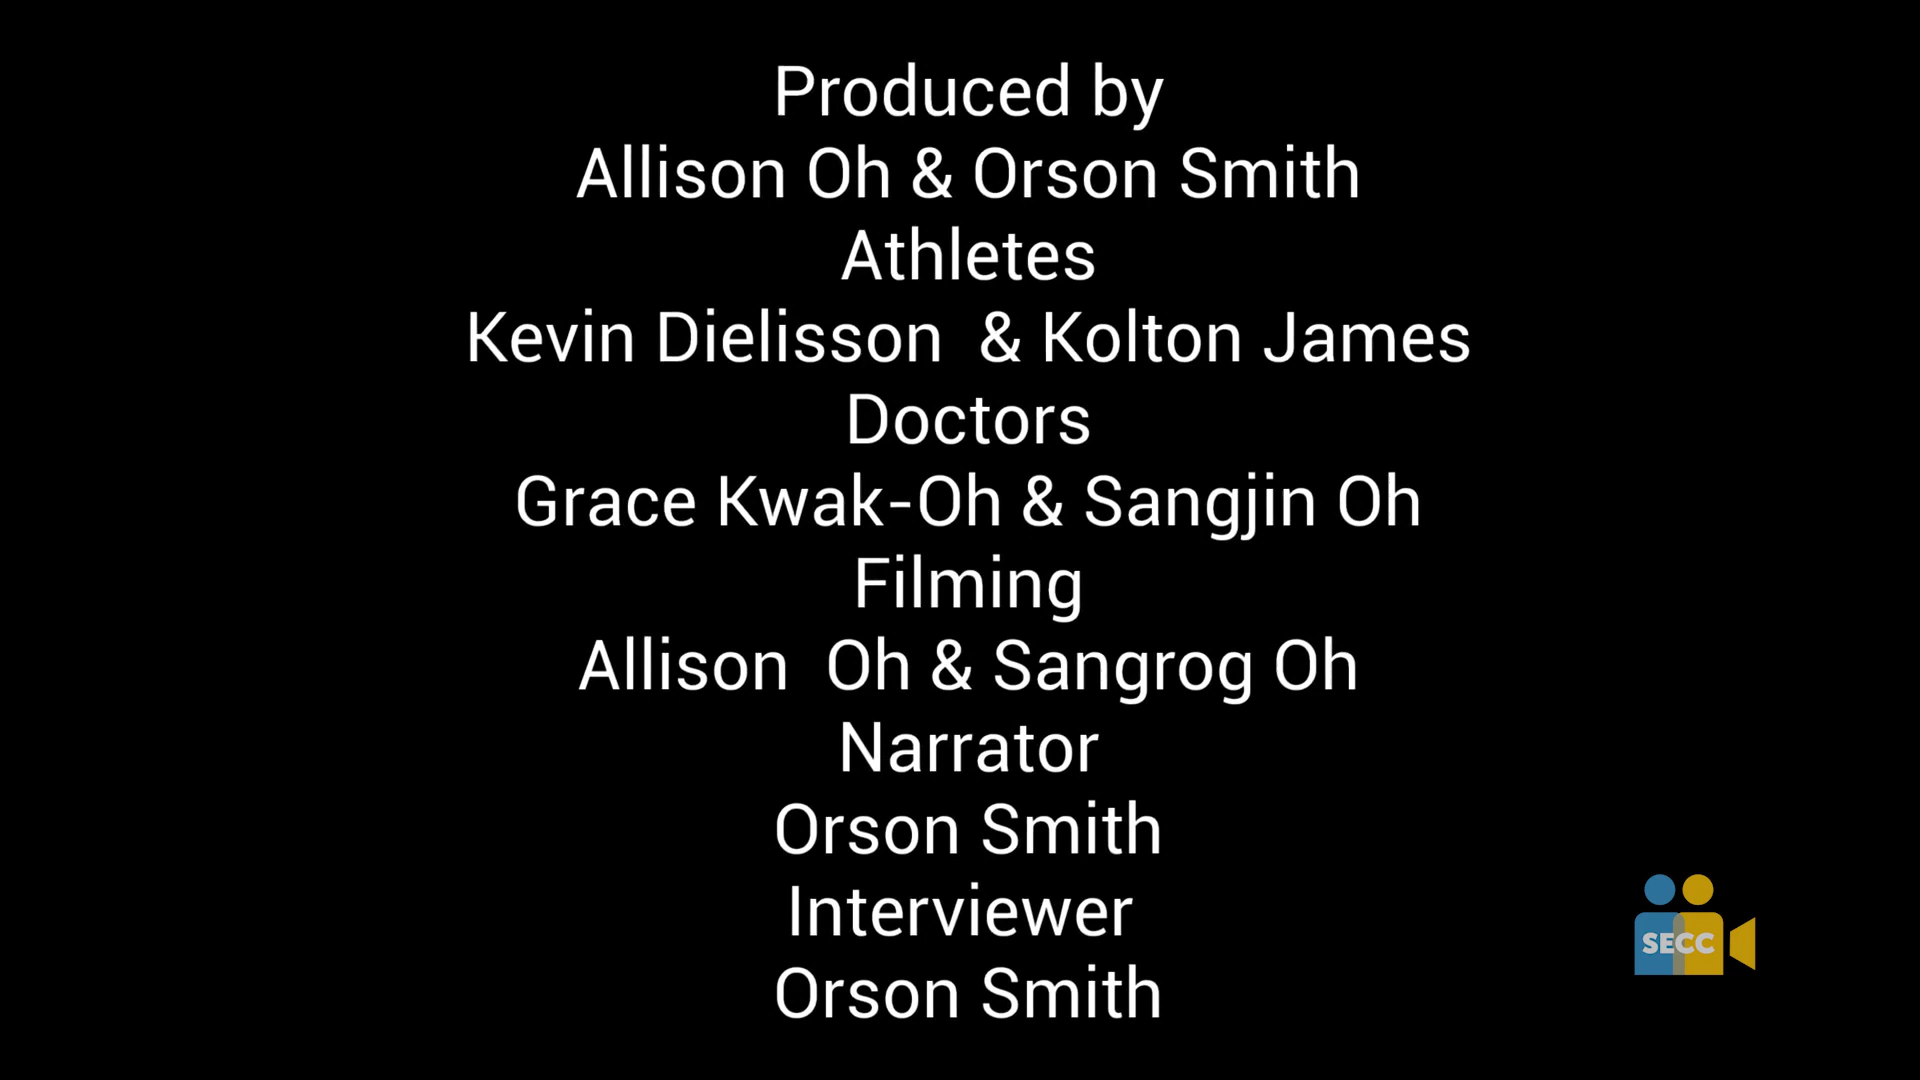 Produced by
Allison Oh & Orson Smith
Athletes
Kevin Dielisson  & Kolton James
Doctors
Grace Kwak-Oh & Sangjin Oh
Filming
Allison  Oh & Sangrog Oh
Narrator
Orson Smith
Interviewer
Orson Smith
SECC